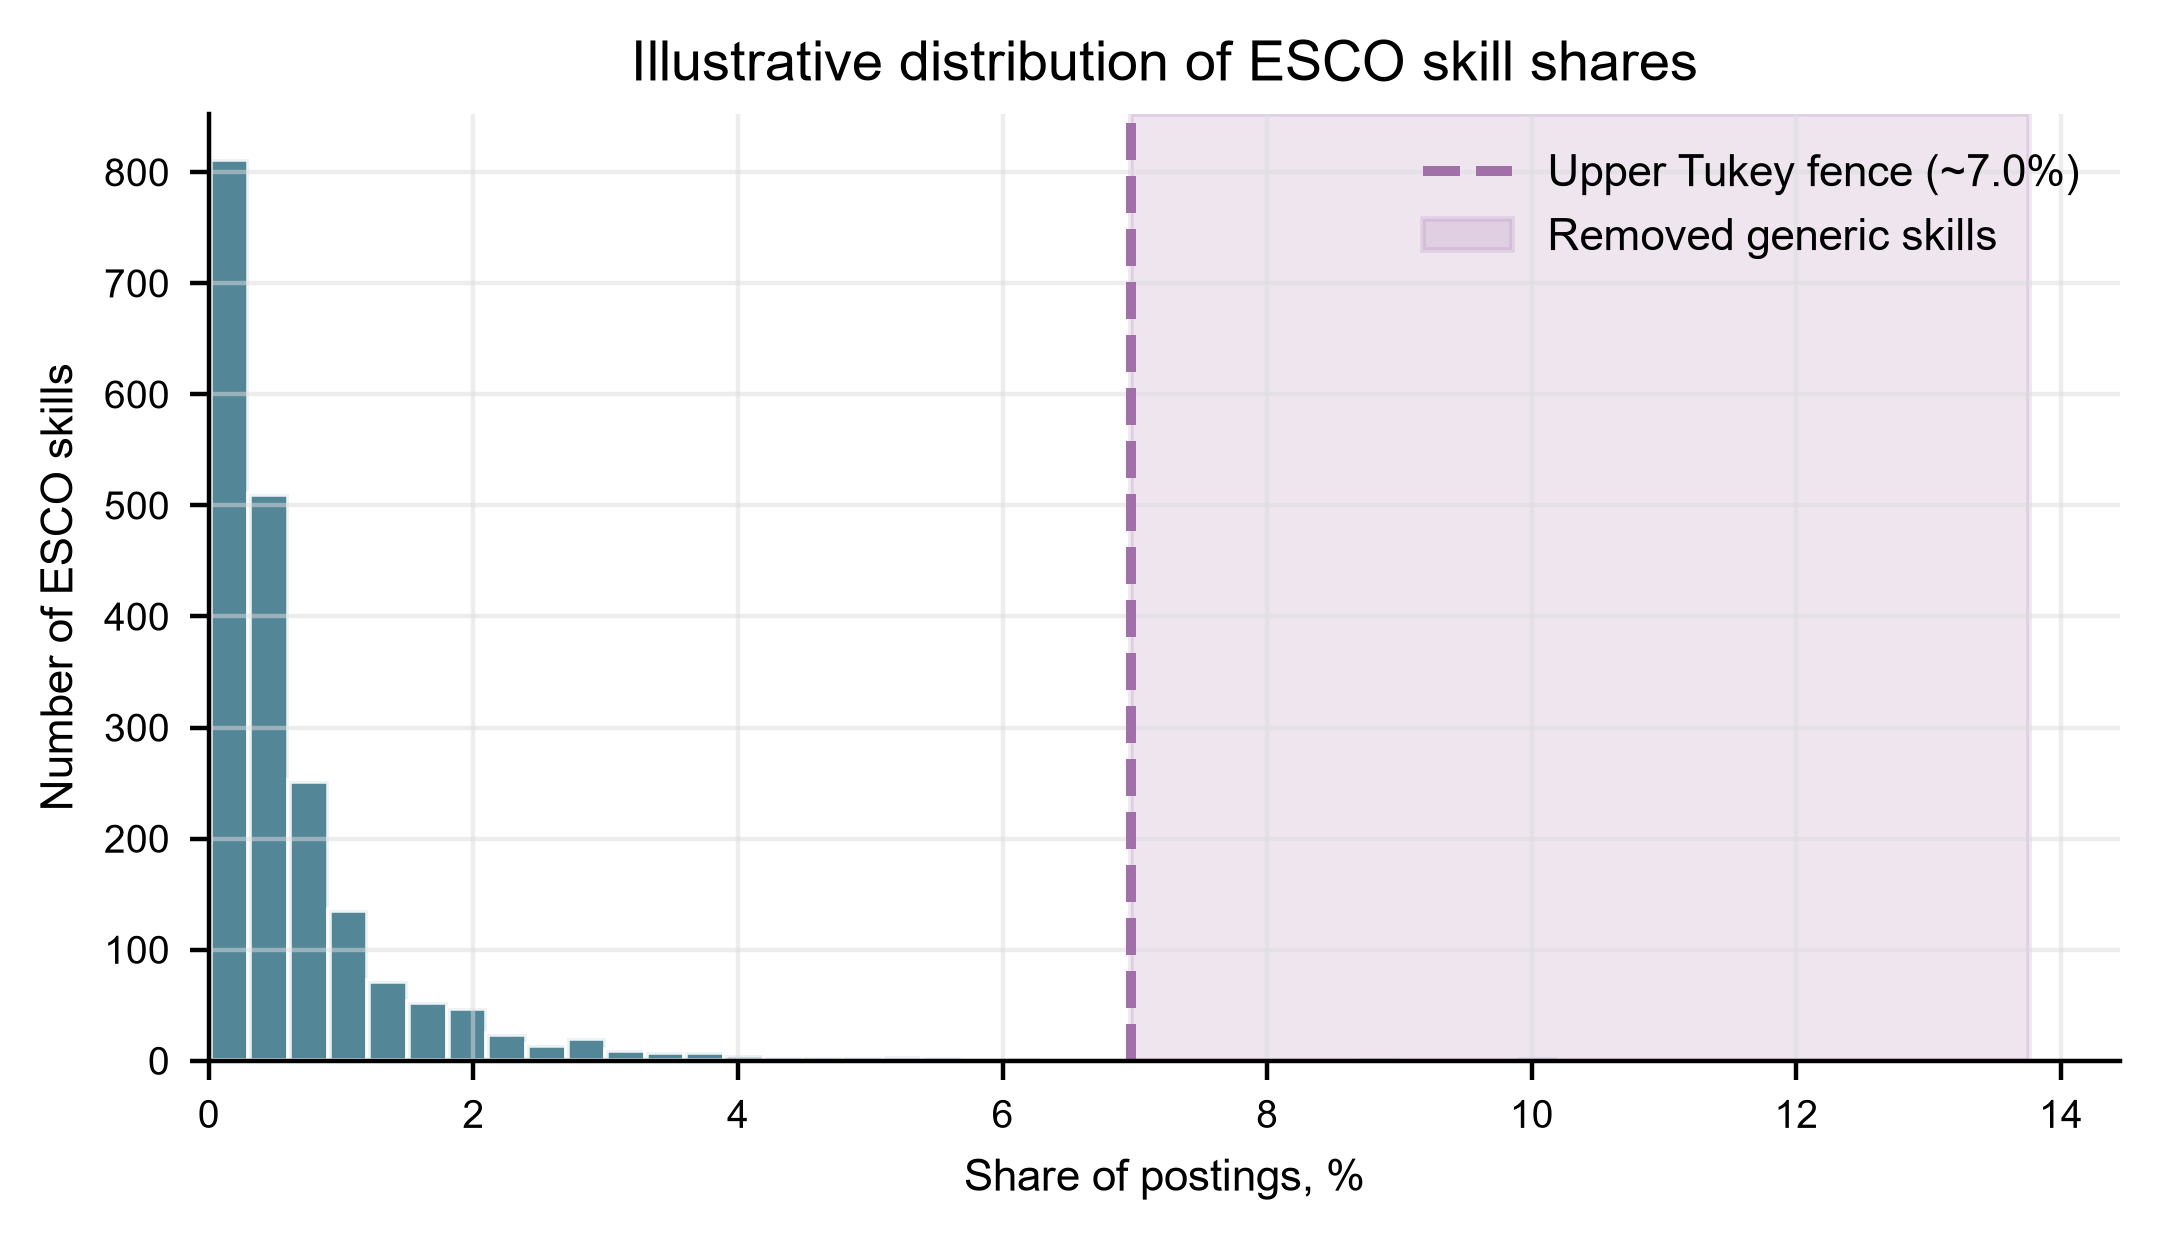 Illustrative distribution of ESCO skill shares
Upper Tukey fence (~7.0%)
Removed generic skills
Number of ESCO skills
800
700
600
500
400
300
200
100
0
0 2 4 6 8 10 12 14
Share of postings, %